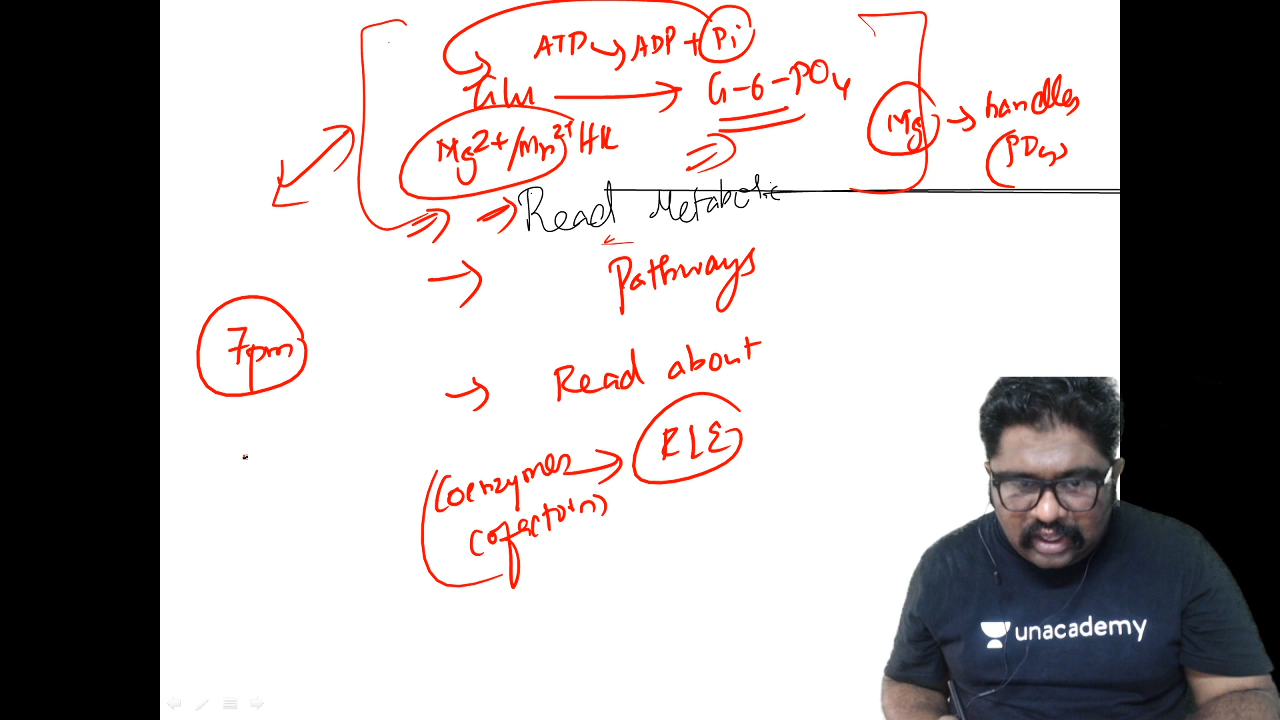 ATP → ADP + Pi
Glu → G-6-PO4
Mg2+/Mn2+ HK
Mg → handles
PO4s
→ Read Metabolic
→ Pathways
7pm
→ Read about
Coenzymes → RLE
cofactors
unacademy